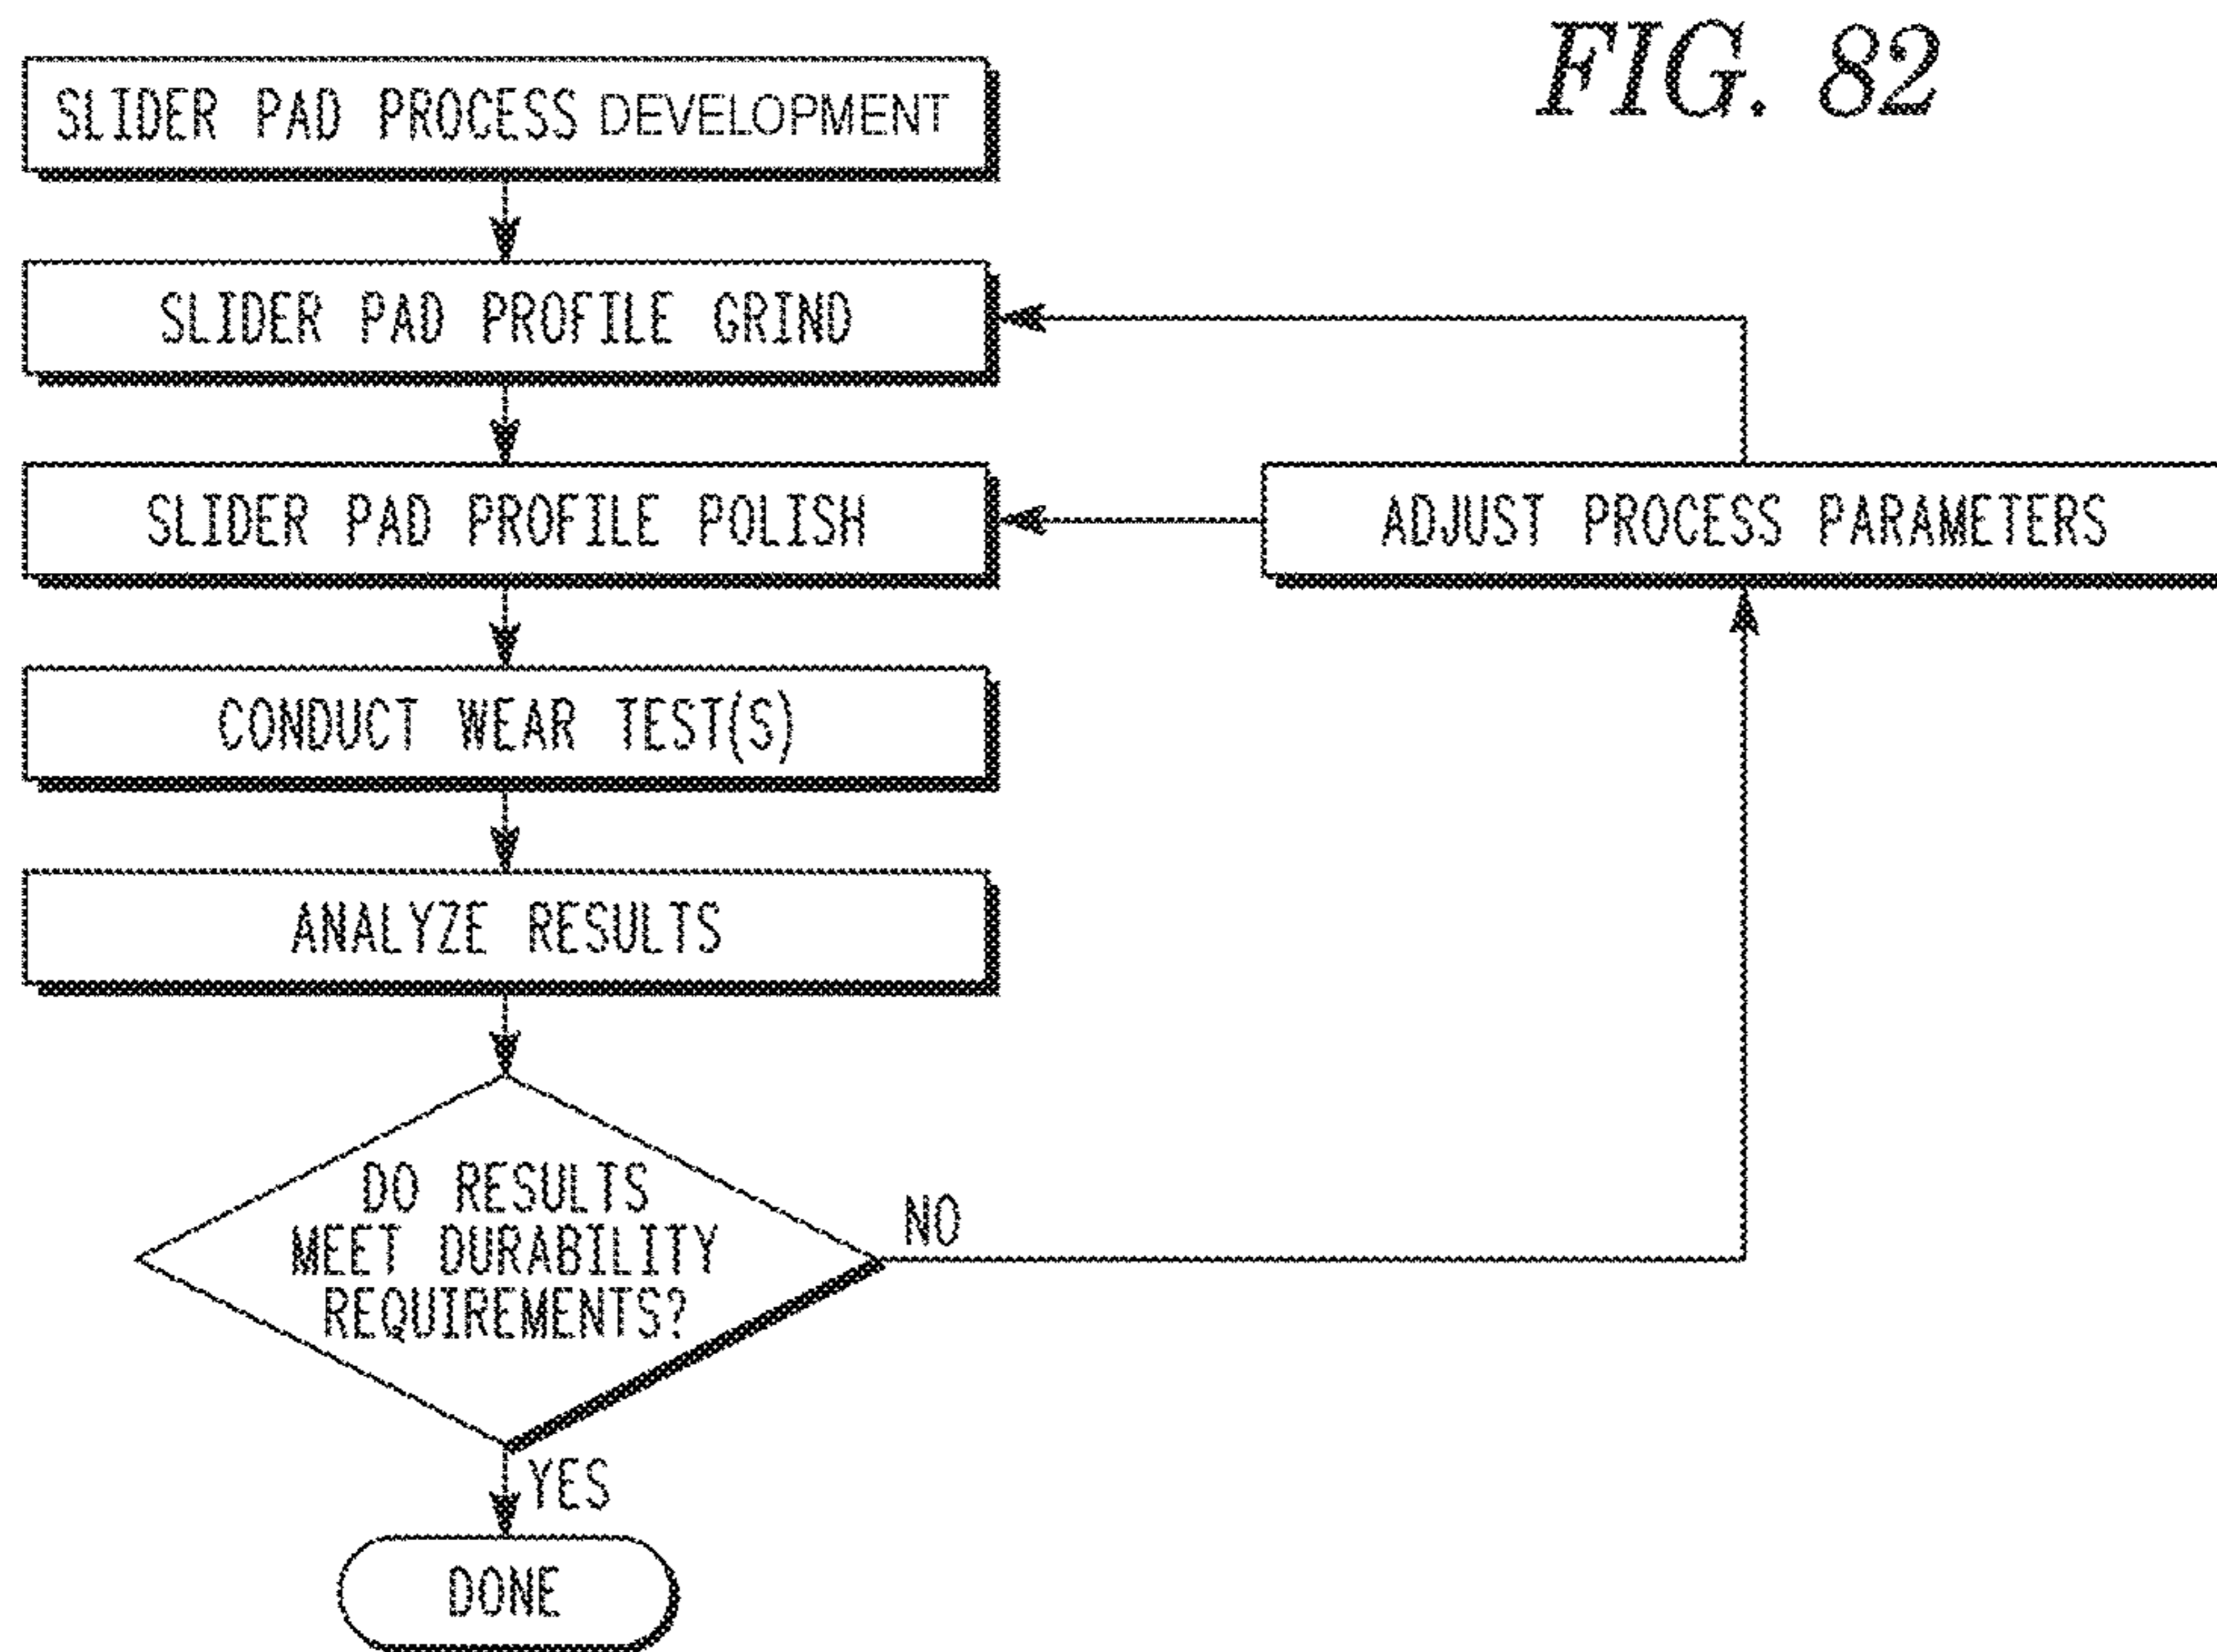 FIG. 82
SLIDER PAD PROCESS DEVELOPMENT
SLIDER PAD PROFILE GRIND
SLIDER PAD PROFILE POLISH
ADJUST PROCESS PARAMETERS
CONDUCT WEAR TEST(S)
ANALYZE RESULTS
DO RESULTS
MEET DURABILITY
REQUIREMENTS?
NO
YES
DONE